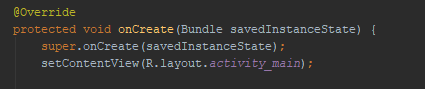 @Override
protected void onCreate(Bundle savedInstanceState) {
super.onCreate(savedInstanceState);
setContentView(R.layout.activity_main);